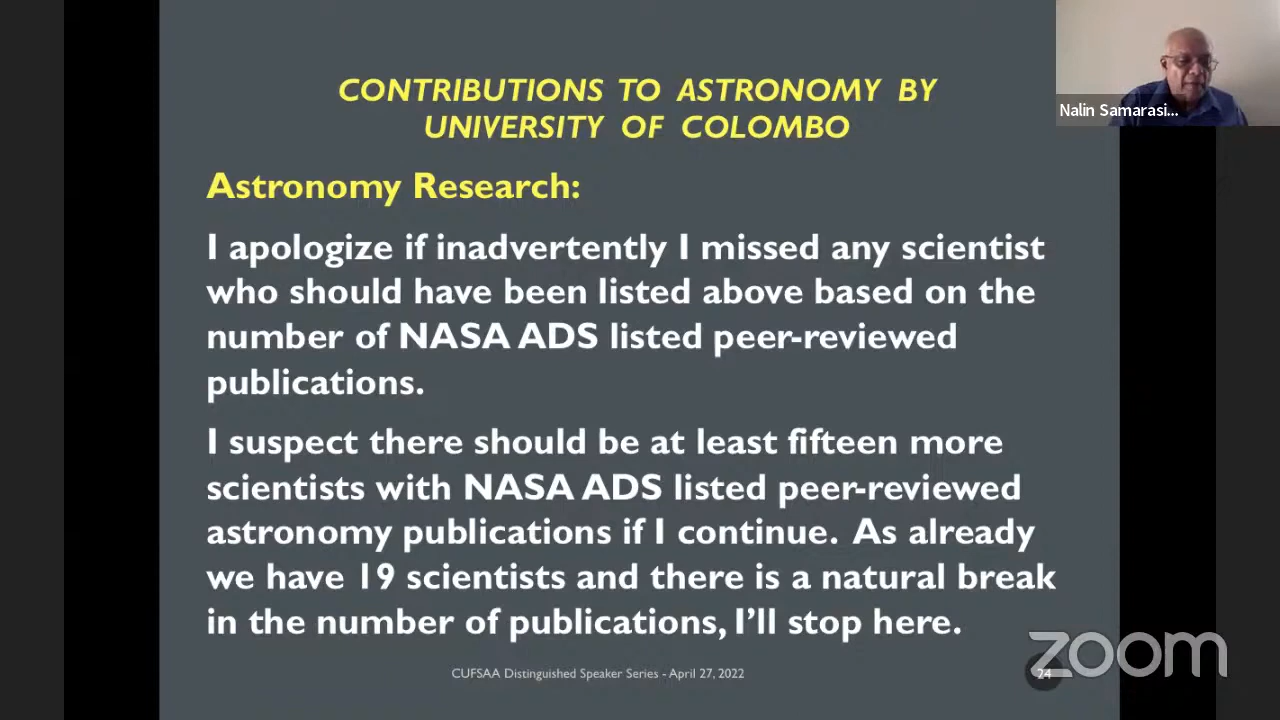 CONTRIBUTIONS TO ASTRONOMY BY
UNIVERSITY OF COLOMBO
Nalin Samarasi...
Astronomy Research:
I apologize if inadvertently I missed any scientist
who should have been listed above based on the
number of NASA ADS listed peer-reviewed
publications.
I suspect there should be at least fifteen more
scientists with NASA ADS listed peer-reviewed
astronomy publications if I continue. As already
we have 19 scientists and there is a natural break
in the number of publications, I’ll stop here.
zoom
CUFSAA Distinguished Speaker Series - April 27, 2022
24